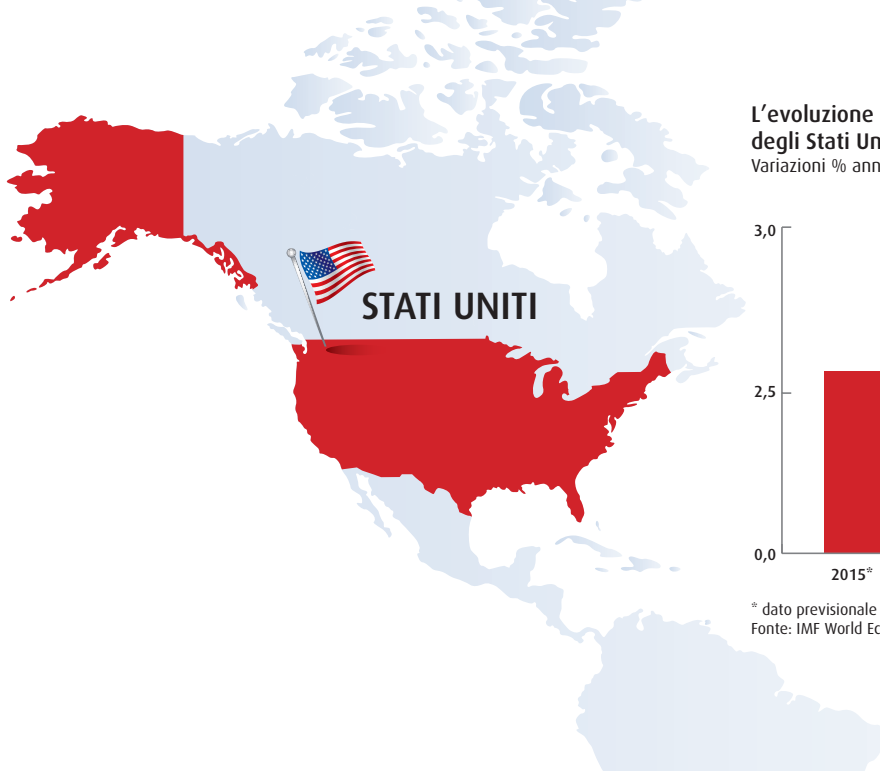 L'evoluzione
degli Stati Un
Variazioni % ann
3,0
STATI UNITI
2,5
0,0
2015*
* dato previsionale
Fonte: IMF World Ec